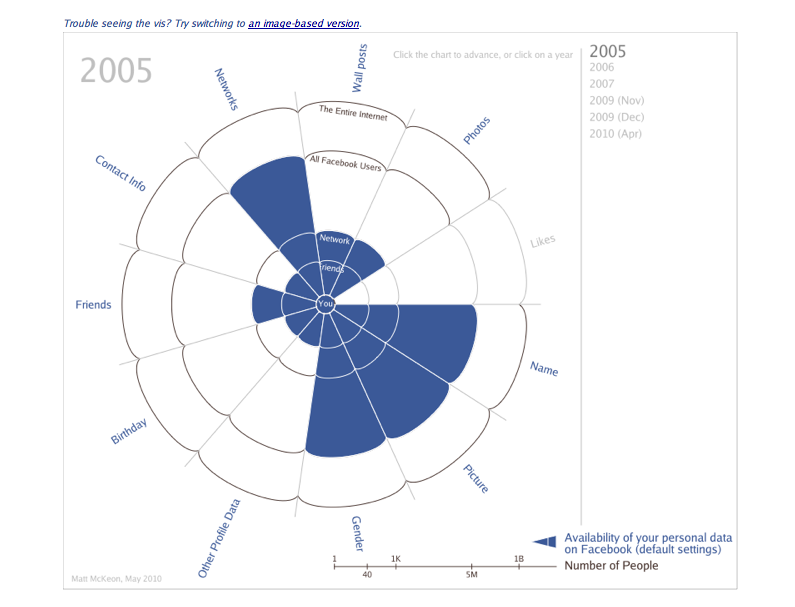 Trouble seeing the vis? Try switching to an image-based version.
2005
Click the chart to advance, or click on a year
2005
2006
2007
2009 (Nov)
2009 (Dec)
2010 (Apr)
Wall posts
Networks
Photos
Contact Info
Likes
Friends
Name
Birthday
Picture
Other Profile Data
Gender
The Entire Internet
All Facebook Users
Network
Friends
You
Availability of your personal data
on Facebook (default settings)
Number of People
1
1K
1B
40
5M
Matt McKeon, May 2010